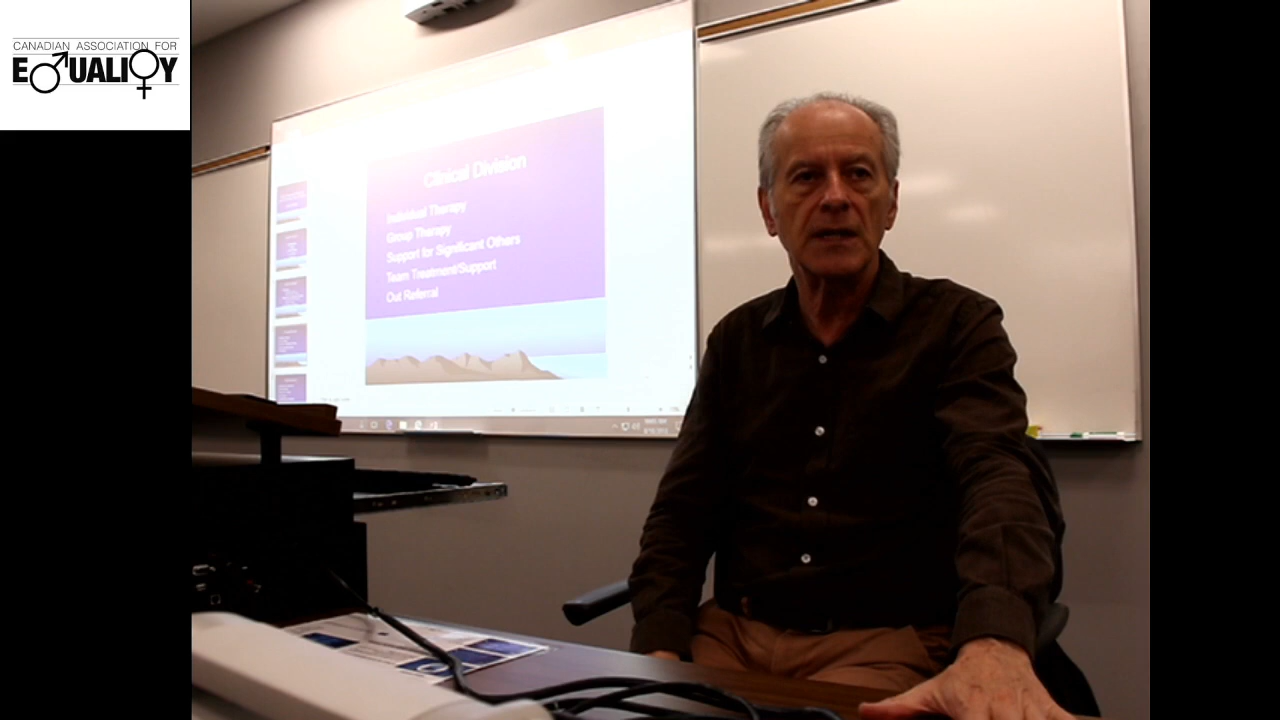 CANADIAN ASSOCIATION FOR
EQUALITY
Clinical Division
Individual Therapy
Group Therapy
Support for Significant Others
Team Treatment/Support
Out Referral